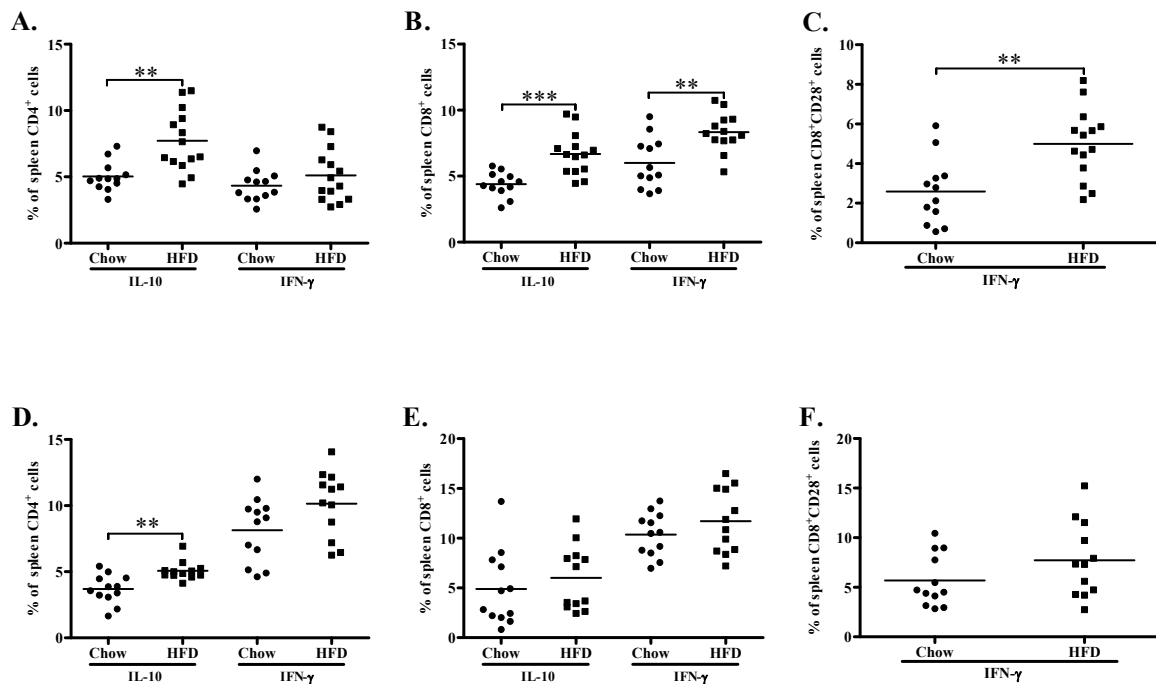 A.
B.
C.
% of spleen CD4⁺ cells
15
10
5
0
**
Chow
HFD
Chow
HFD
IL-10
IFN-γ
% of spleen CD8⁺ cells
15
10
5
0
***
**
Chow
HFD
Chow
HFD
IL-10
IFN-γ
% of spleen CD8⁺CD28⁺ cells
10
8
6
4
2
0
**
Chow
HFD
IFN-γ
D.
E.
F.
% of spleen CD4⁺ cells
15
10
5
0
**
Chow
HFD
Chow
HFD
IL-10
IFN-γ
% of spleen CD8⁺ cells
20
15
10
5
0
Chow
HFD
Chow
HFD
IL-10
IFN-γ
% of spleen CD8⁺CD28⁺ cells
20
15
10
5
0
Chow
HFD
IFN-γ